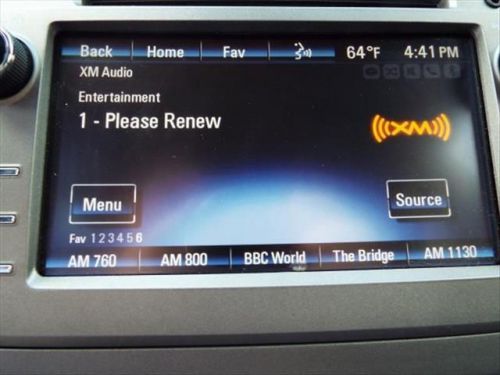 Back Home Fav 64°F 4:41 PM
XM Audio
Entertainment
1 - Please Renew
XM
Menu
Source
Fav 1 2 3 4 5 6
AM 760 AM 800 BBC World The Bridge AM 1130